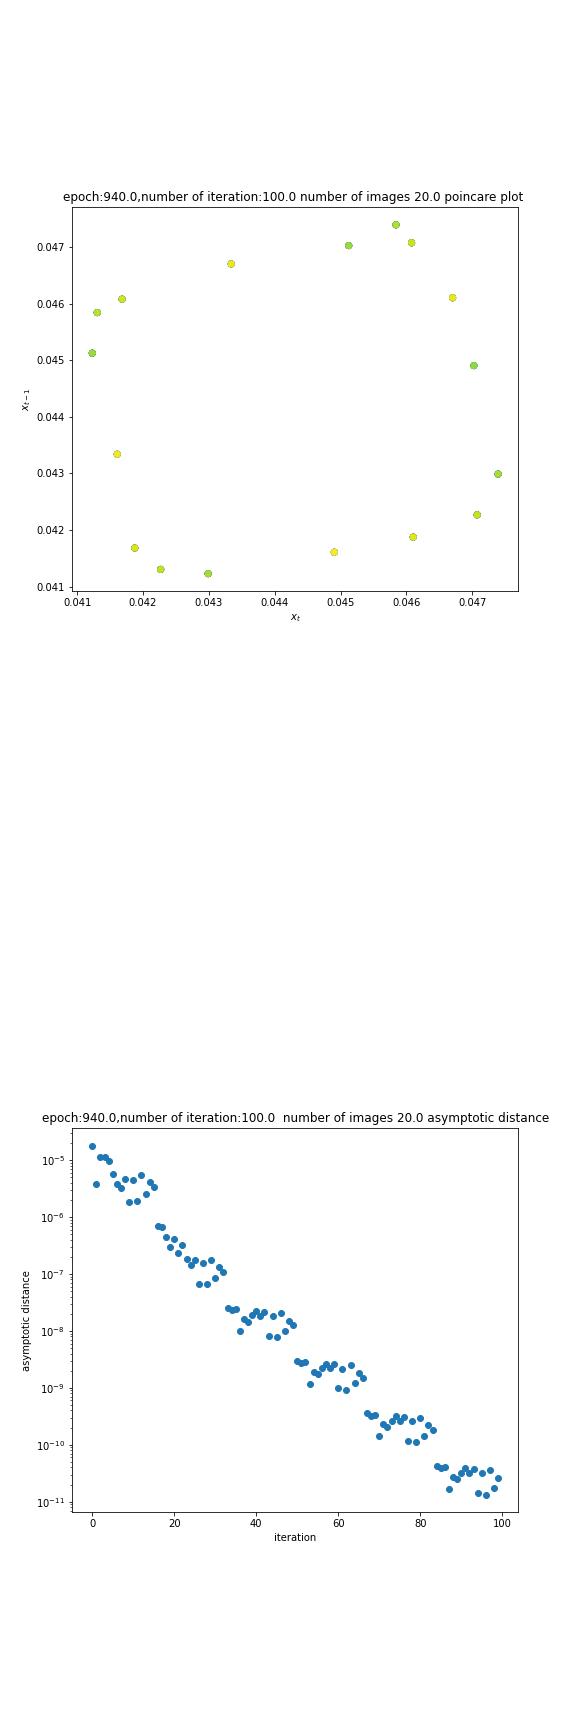 epoch:940.0,number of iteration:100.0 number of images 20.0 poincare plot
0.047
0.046
0.045
0.044
0.043
0.042
0.041
x_{t-1}
0.041 0.042 0.043 0.044 0.045 0.046 0.047
x_t
epoch:940.0,number of iteration:100.0  number of images 20.0 asymptotic distance
10^{-5}
10^{-6}
10^{-7}
10^{-8}
10^{-9}
10^{-10}
10^{-11}
asymptotic distance
0 20 40 60 80 100
iteration